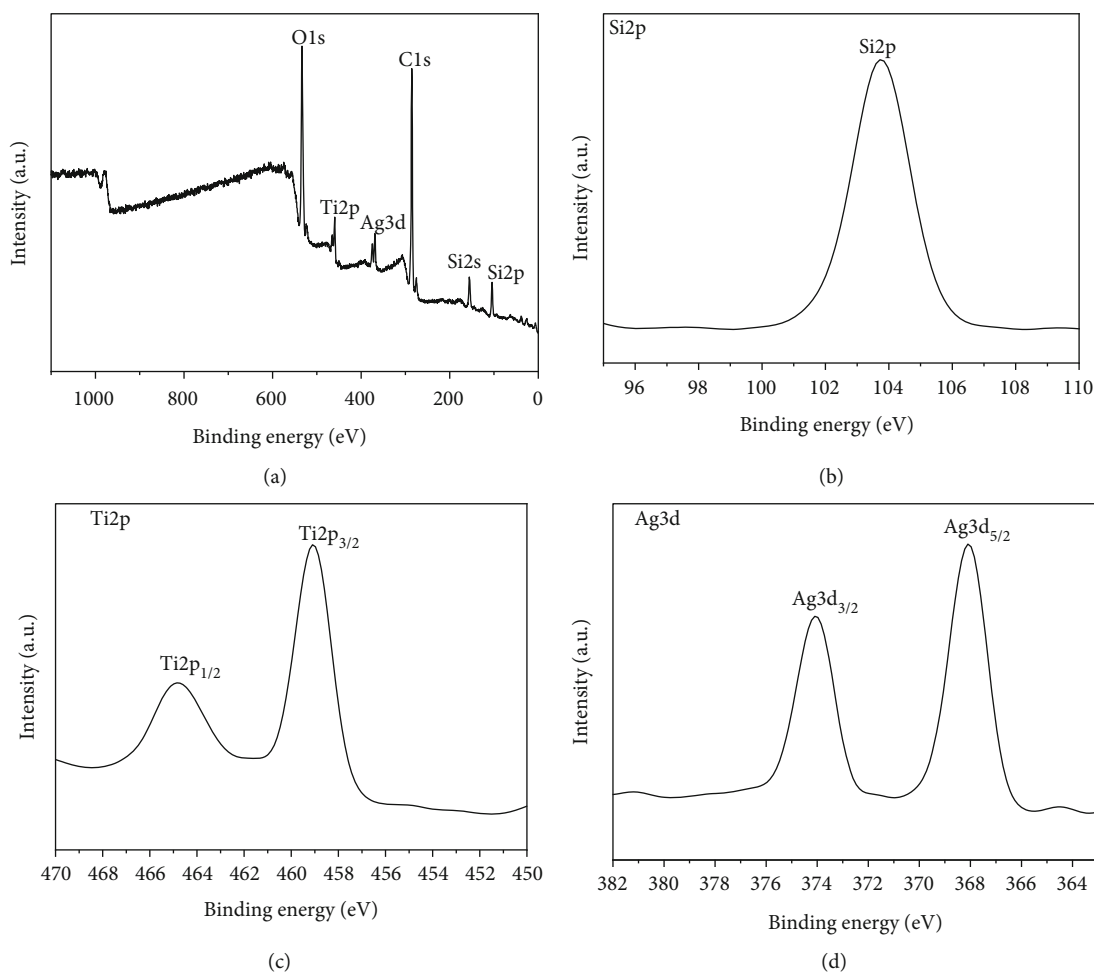 O1s
C1s
Ti2p
Ag3d
Si2s
Si2p
Intensity (a.u.)
1000 800 600 400 200 0
Binding energy (eV)
(a)
Si2p
Si2p
Intensity (a.u.)
96 98 100 102 104 106 108 110
Binding energy (eV)
(b)
Ti2p
Ti2p3/2
Ti2p1/2
Intensity (a.u.)
470 468 466 464 462 460 458 456 454 452 450
Binding energy (eV)
(c)
Ag3d
Ag3d5/2
Ag3d3/2
Intensity (a.u.)
382 380 378 376 374 372 370 368 366 364
Binding energy (eV)
(d)